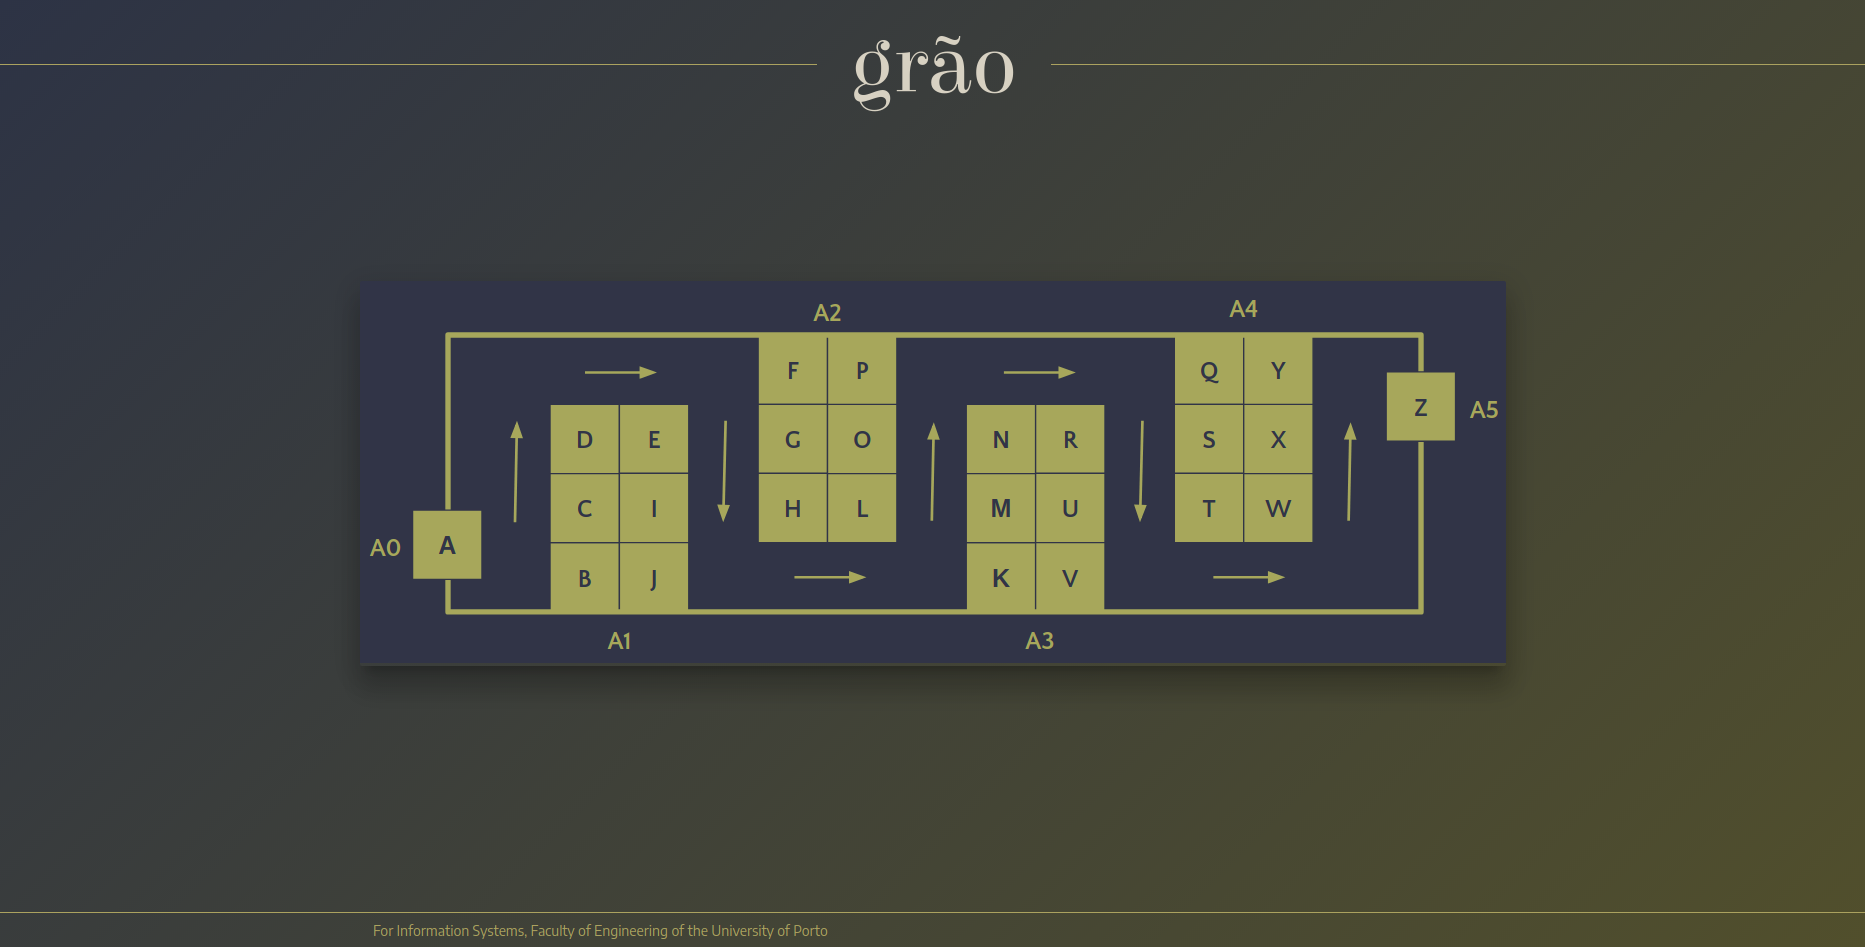 grão
A2 A4
F P Q Y
Z A5
D E G O N R S X
C I H L M U T W
A0 A
B J K V
A1 A3
For Information Systems, Faculty of Engineering of the University of Porto